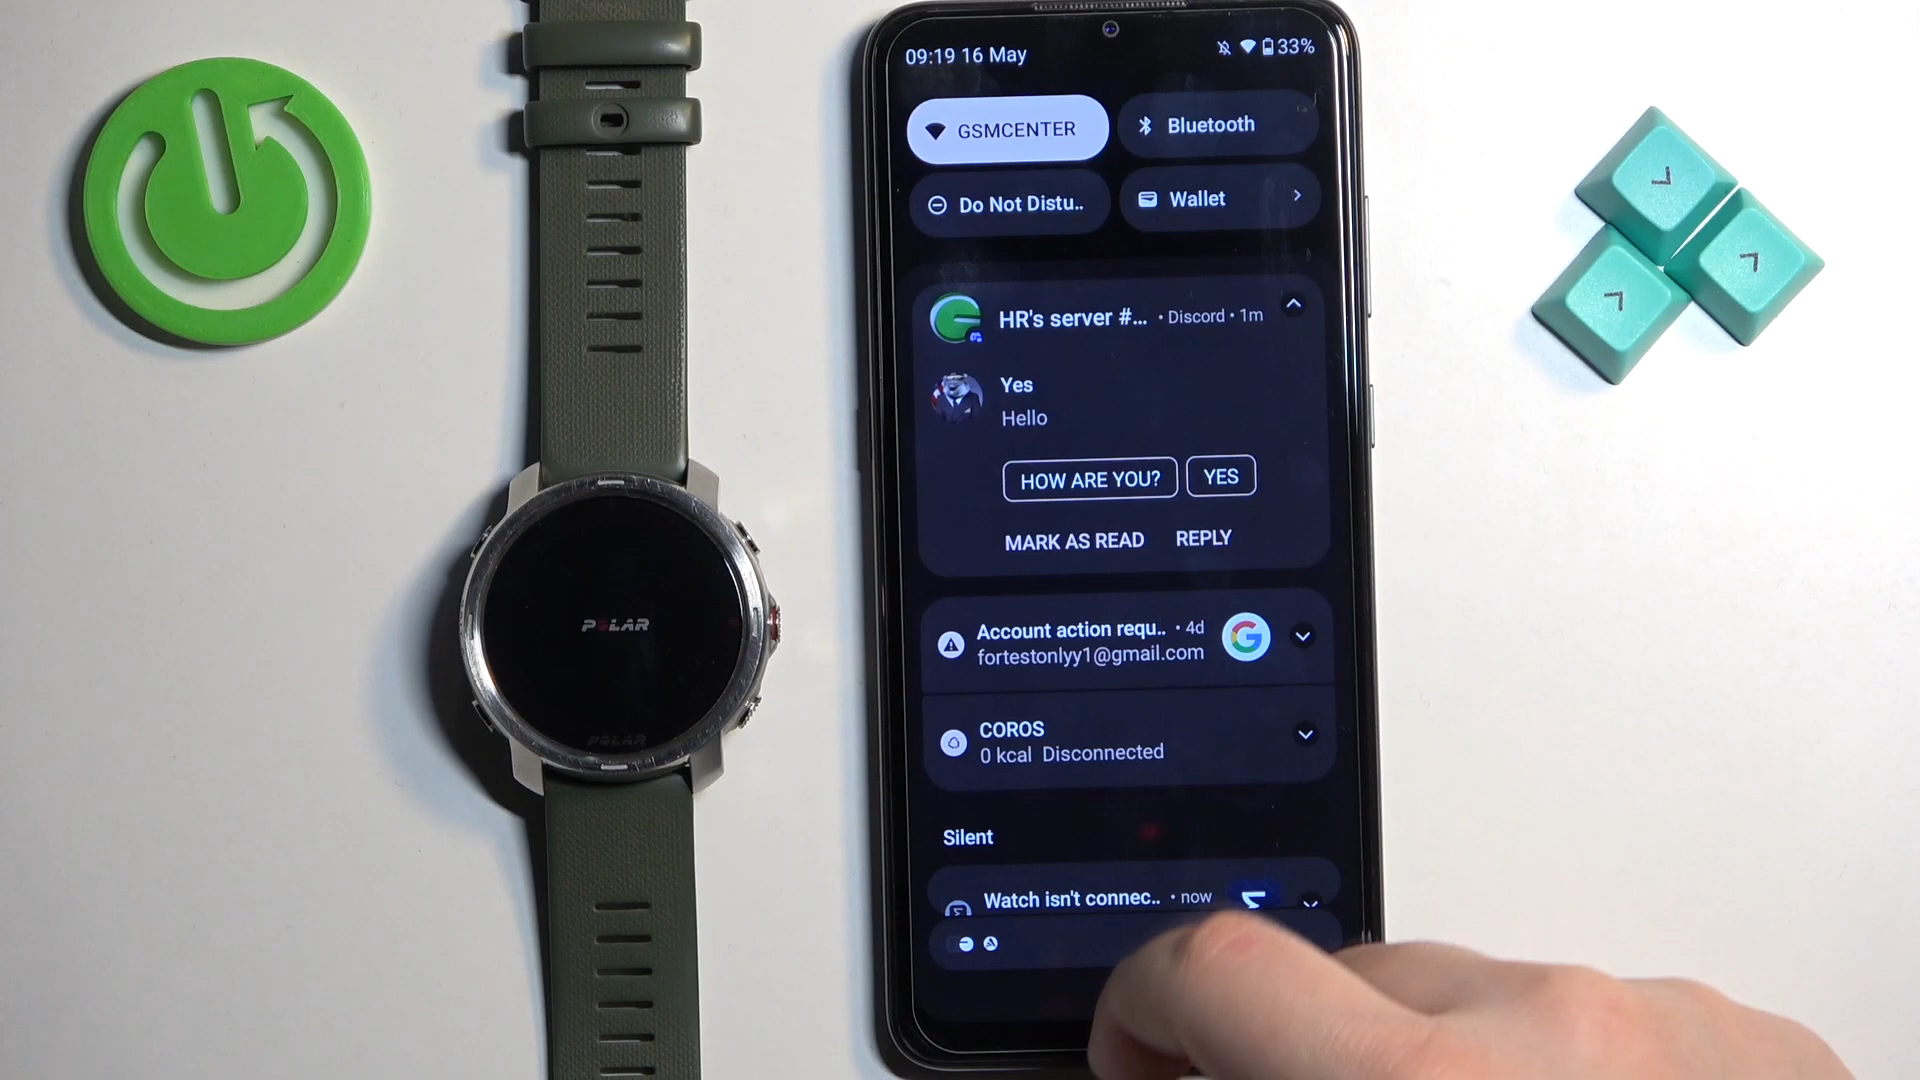 09:19 16 May
33%
GSMCENTER
Bluetooth
Do Not Distu..
Wallet
HR's server #... • Discord • 1m
Yes
Hello
HOW ARE YOU?
YES
MARK AS READ
REPLY
Account action requ.. • 4d
fortestonlyy1@gmail.com
COROS
0 kcal Disconnected
Silent
Watch isn't connec.. • now
POLAR
POLAR